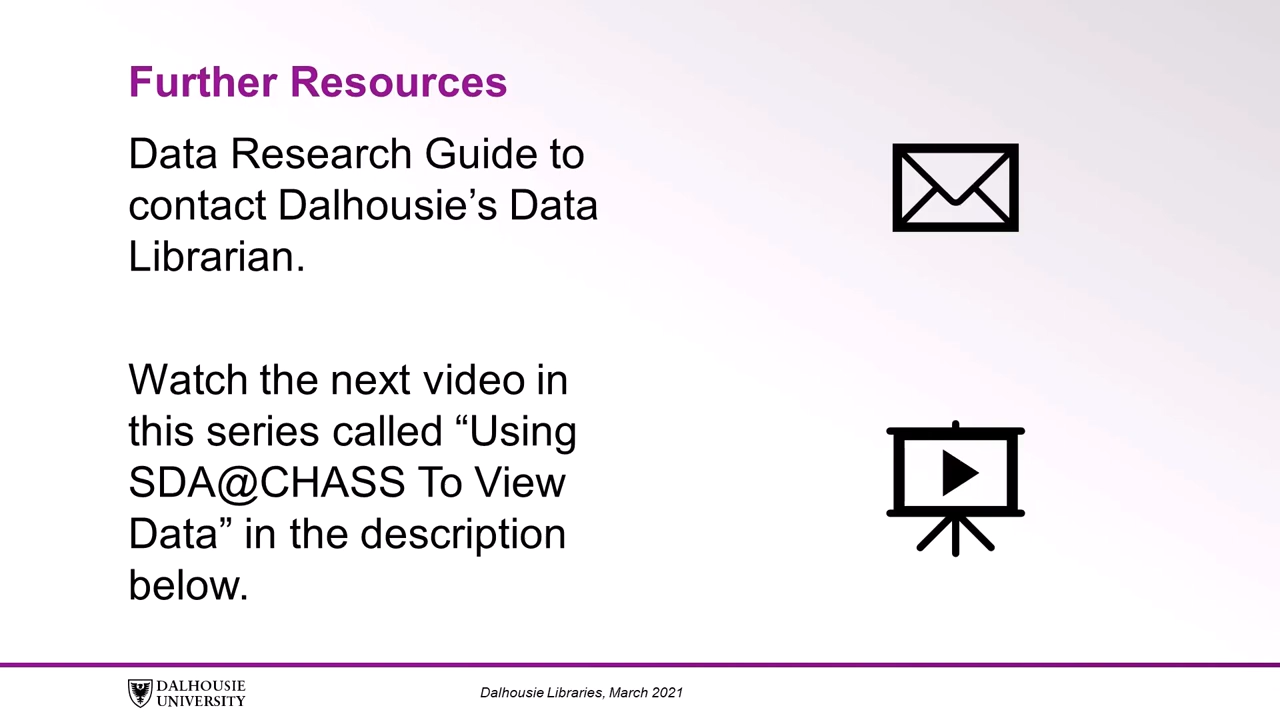 Further Resources
Data Research Guide to
contact Dalhousie’s Data
Librarian.
Watch the next video in
this series called “Using
SDA@CHASS To View
Data” in the description
below.
DALHOUSIE
UNIVERSITY
Dalhousie Libraries, March 2021